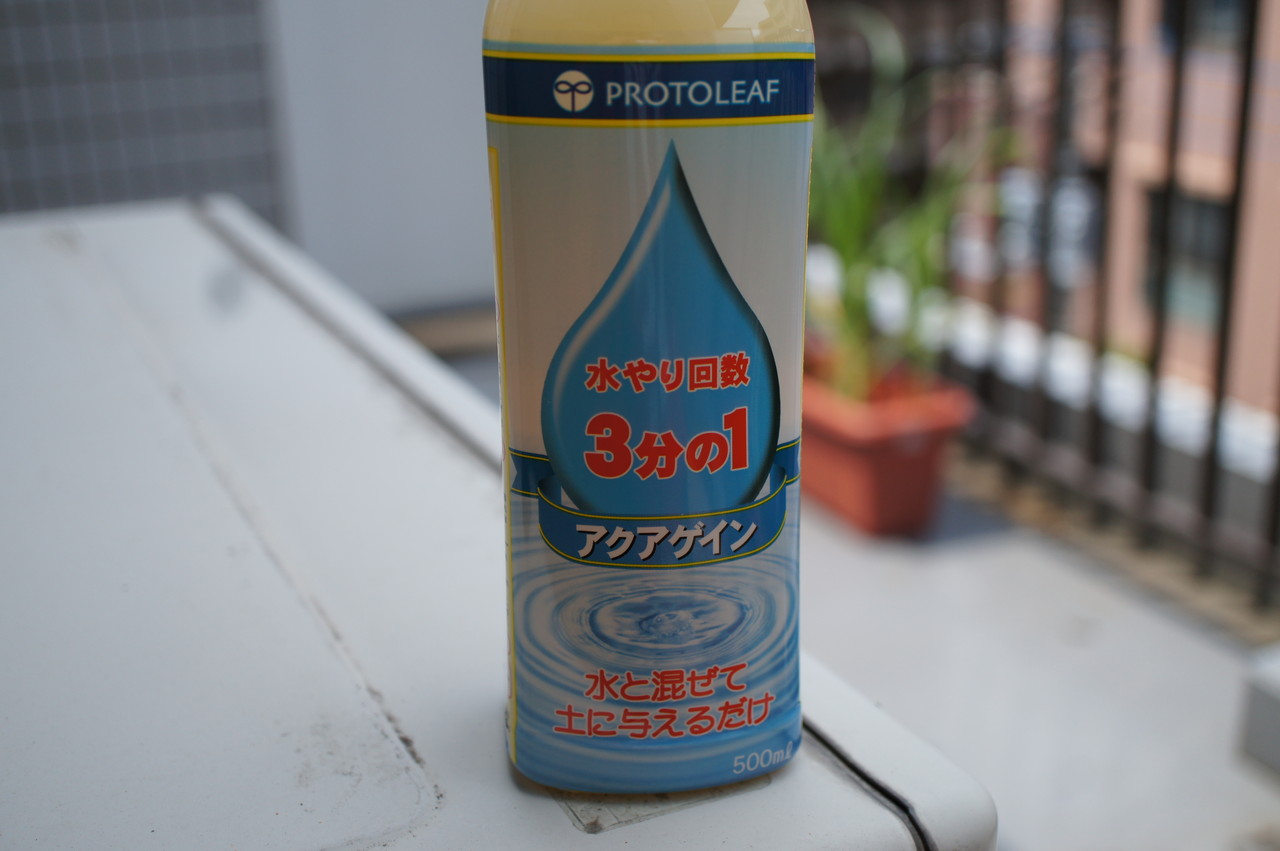 PROTOLEAF
水やり回数
3分の1
アクアゲイン
水と混ぜて
土に与えるだけ
500mℓ